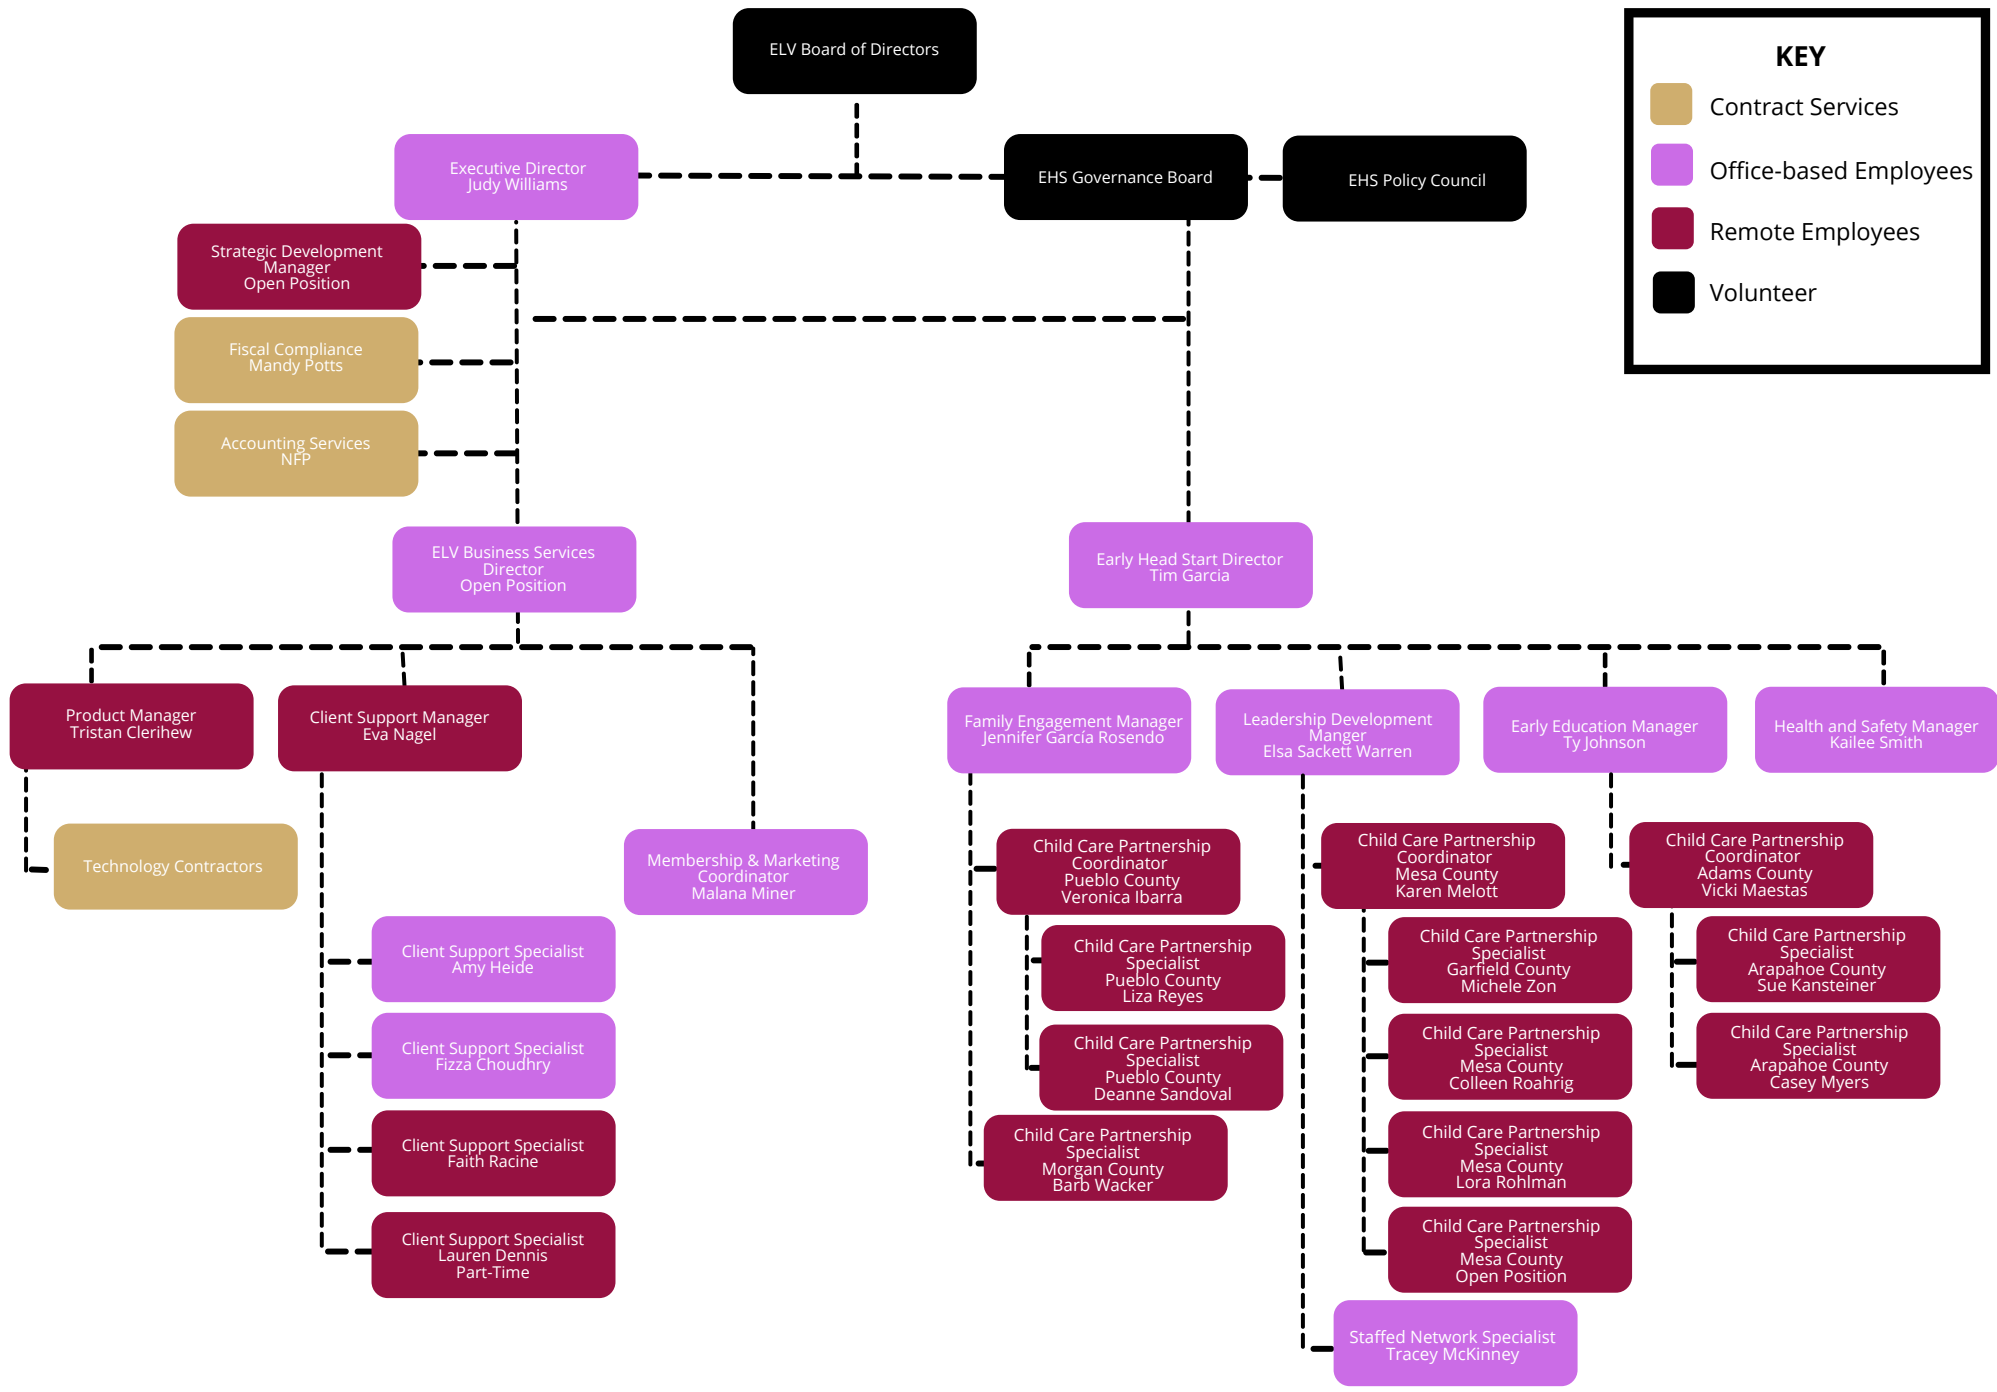 ELV Board of Directors
KEY
Contract Services
Office-based Employees
Remote Employees
Volunteer
Executive Director
Judy Williams
EHS Governance Board
EHS Policy Council
Strategic Development
Manager
Open Position
Fiscal Compliance
Mandy Potts
Accounting Services
NFP
ELV Business Services
Director
Open Position
Early Head Start Director
Tim Garcia
Product Manager
Tristan Clerihew
Client Support Manager
Eva Nagel
Technology Contractors
Membership & Marketing
Coordinator
Malana Miner
Client Support Specialist
Amy Heide
Client Support Specialist
Fizza Choudhry
Client Support Specialist
Faith Racine
Client Support Specialist
Lauren Dennis
Part-Time
Family Engagement Manager
Jennifer García Rosendo
Leadership Development
Manger
Elsa Sackett Warren
Early Education Manager
Ty Johnson
Health and Safety Manager
Kailee Smith
Child Care Partnership
Coordinator
Pueblo County
Veronica Ibarra
Child Care Partnership
Specialist
Pueblo County
Liza Reyes
Child Care Partnership
Specialist
Pueblo County
Deanne Sandoval
Child Care Partnership
Specialist
Morgan County
Barb Wacker
Child Care Partnership
Coordinator
Mesa County
Karen Melott
Child Care Partnership
Specialist
Garfield County
Michele Zon
Child Care Partnership
Specialist
Mesa County
Colleen Roahrig
Child Care Partnership
Specialist
Mesa County
Lora Rohlman
Child Care Partnership
Specialist
Mesa County
Open Position
Staffed Network Specialist
Tracey McKinney
Child Care Partnership
Coordinator
Adams County
Vicki Maestas
Child Care Partnership
Specialist
Arapahoe County
Sue Kansteiner
Child Care Partnership
Specialist
Arapahoe County
Casey Myers